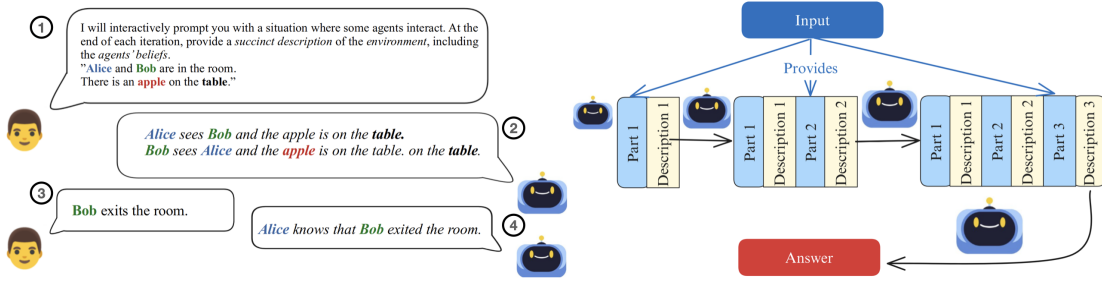 1
I will interactively prompt you with a situation where some agents interact. At the
end of each iteration, provide a succinct description of the environment, including
the agents' beliefs.
"Alice and Bob are in the room.
There is an apple on the table."
2
Alice sees Bob and the apple is on the table.
Bob sees Alice and the apple is on the table. on the table.
3
Bob exits the room.
4
Alice knows that Bob exited the room.
Input
Provides
Part 1
Description 1
Part 1
Description 1
Part 2
Description 2
Part 1
Description 1
Part 2
Description 2
Part 3
Description 3
Answer